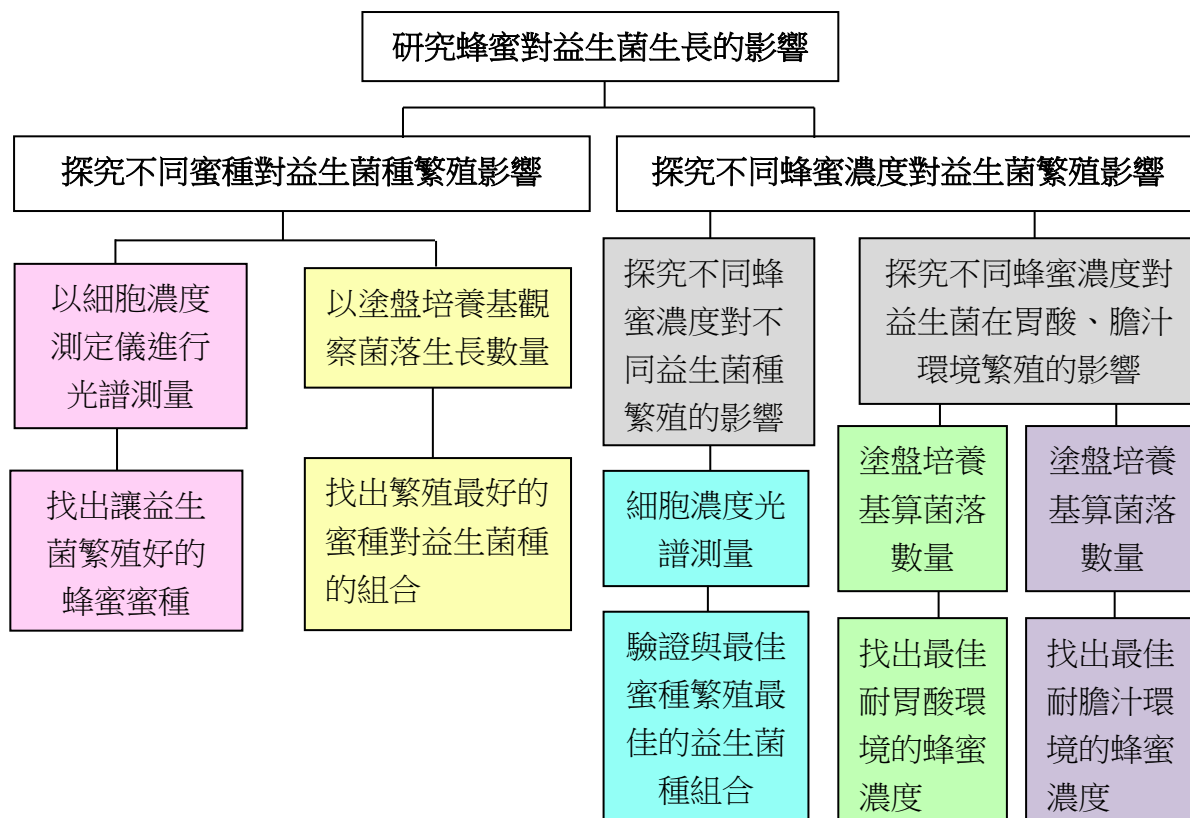 研究蜂蜜對益生菌生長的影響
探究不同蜜種對益生菌種繁殖影響
探究不同蜂蜜濃度對益生菌繁殖影響
以細胞濃度
測定儀進行
光譜測量
以塗盤培養基觀
察菌落生長數量
探究不同蜂
蜜濃度對不
同益生菌種
繁殖的影響
探究不同蜂蜜濃度對
益生菌在胃酸、膽汁
環境繁殖的影響
找出讓益生
菌繁殖好的
蜂蜜蜜種
找出繁殖最好的
蜜種對益生菌種
的組合
細胞濃度光
譜測量
塗盤培養
基算菌落
數量
塗盤培養
基算菌落
數量
驗證與最佳
蜜種繁殖最
佳的益生菌
種組合
找出最佳
耐胃酸環
境的蜂蜜
濃度
找出最佳
耐膽汁環
境的蜂蜜
濃度